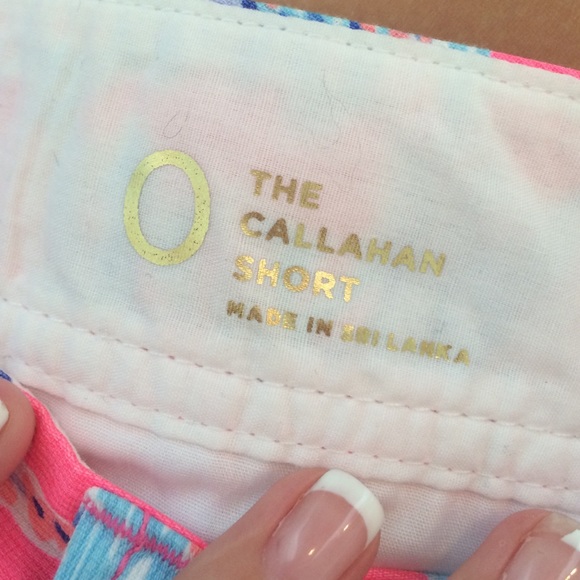 0
THE
CALLAHAN
SHORT
MADE IN SRI LANKA